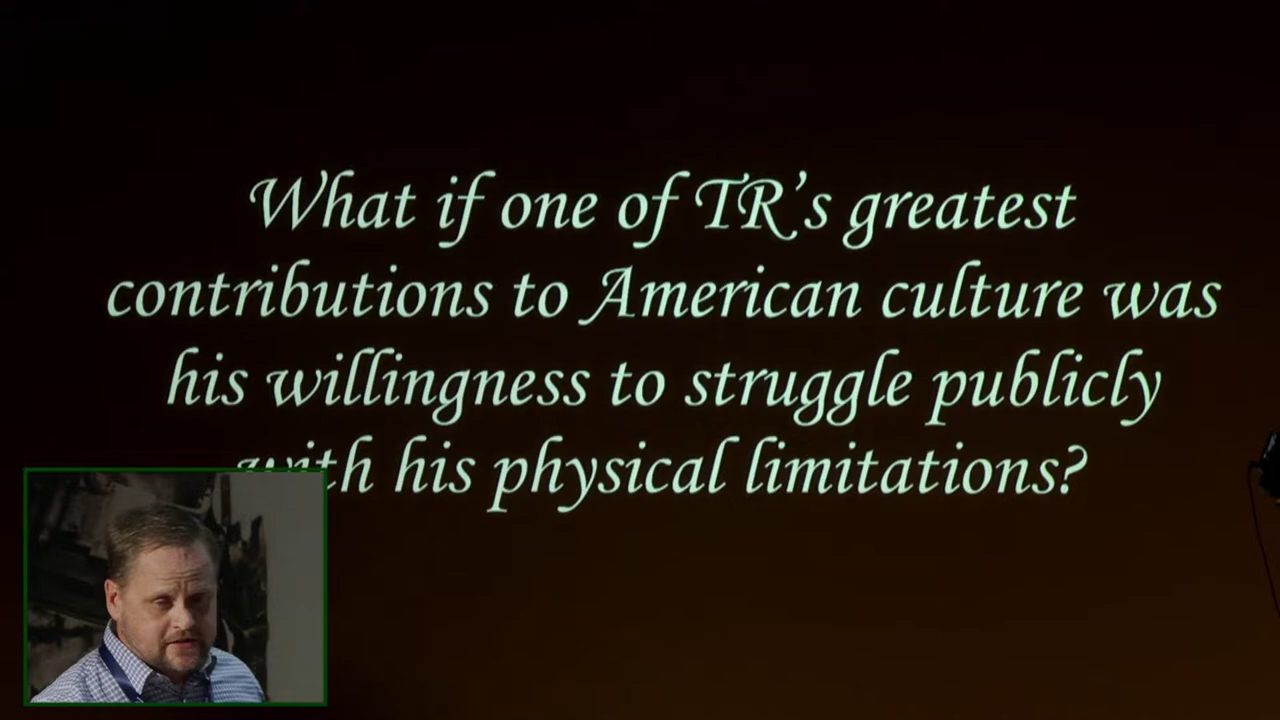 What if one of TR's greatest
contributions to American culture was
his willingness to struggle publicly
with his physical limitations?